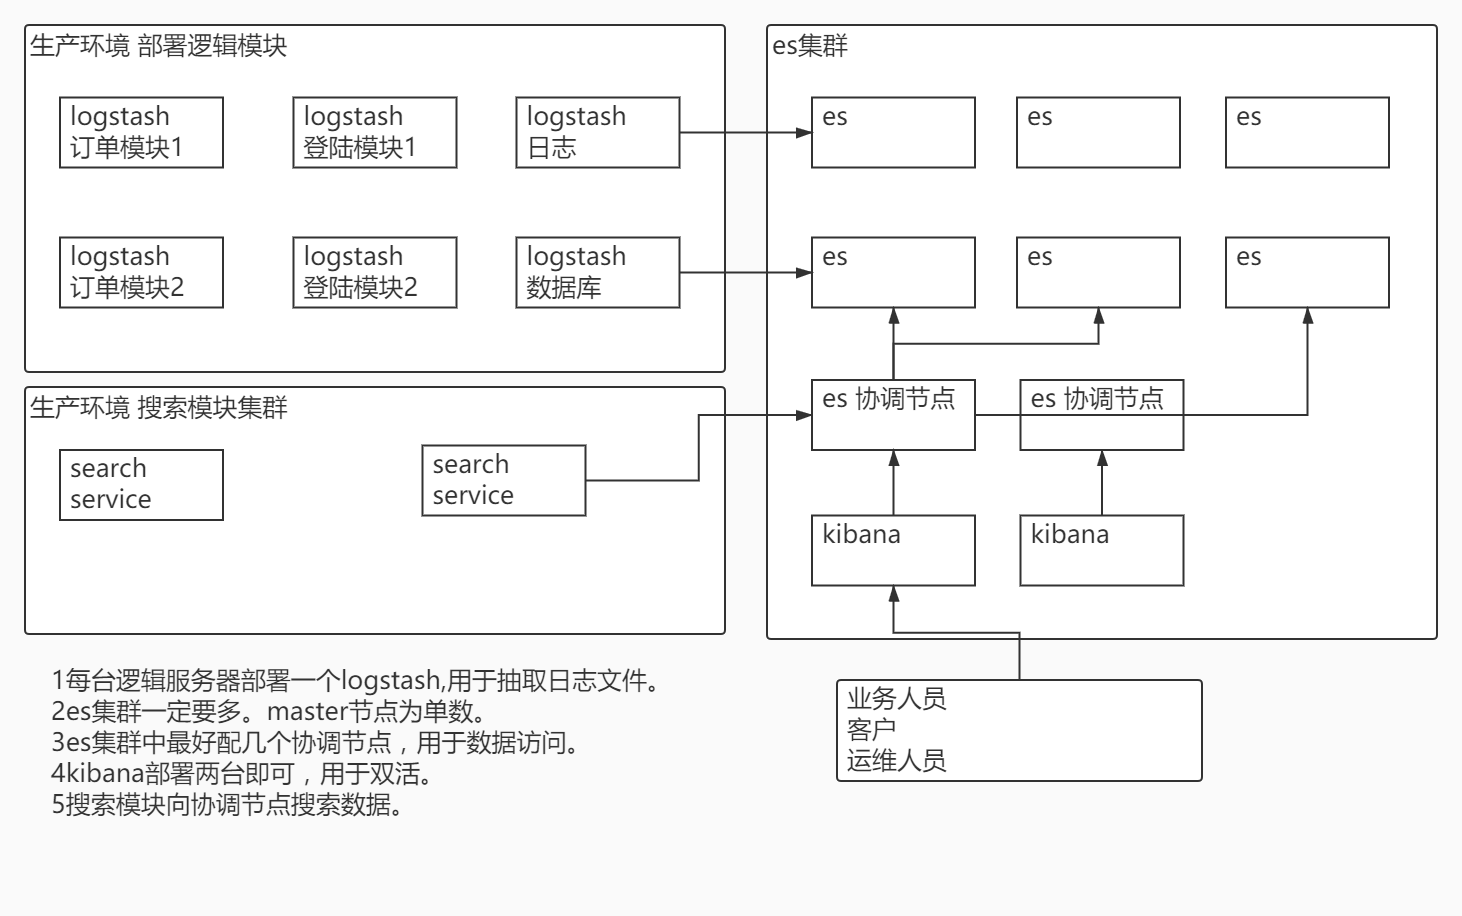 生产环境 部署逻辑模块
logstash
订单模块1
logstash
登陆模块1
logstash
日志
logstash
订单模块2
logstash
登陆模块2
logstash
数据库
生产环境 搜索模块集群
search
service
search
service
es集群
es
es
es
es
es
es
es 协调节点
es 协调节点
kibana
kibana
业务人员
客户
运维人员
1每台逻辑服务器部署一个logstash,用于抽取日志文件。
2es集群一定要多。master节点为单数。
3es集群中最好配几个协调节点，用于数据访问。
4kibana部署两台即可，用于双活。
5搜索模块向协调节点搜索数据。